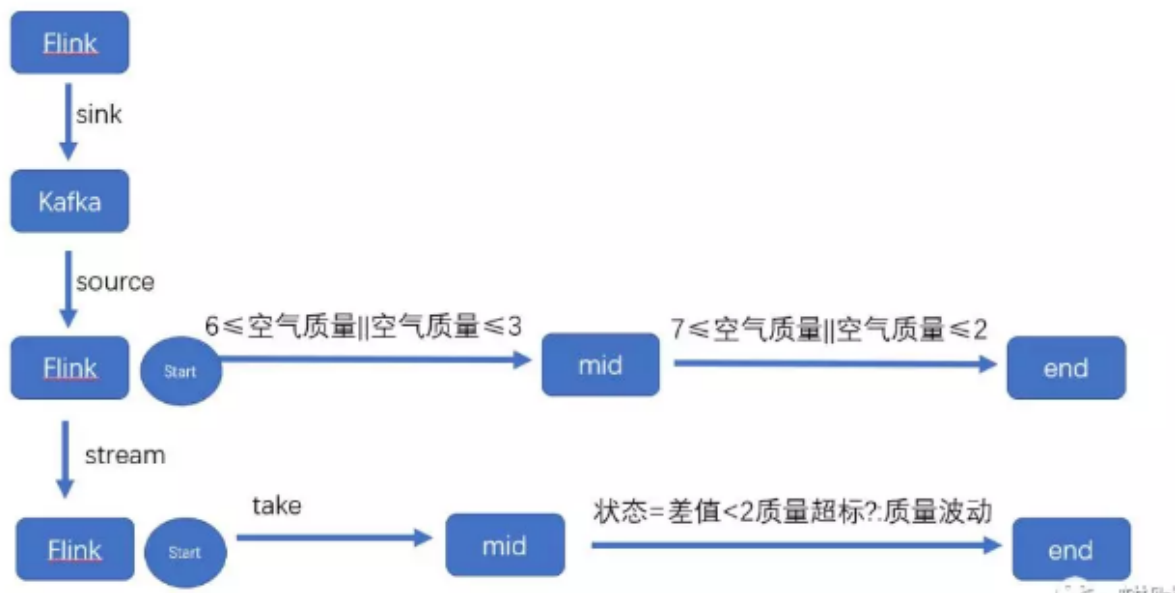 Flink
sink
Kafka
source
6≤空气质量||空气质量≤3
7≤空气质量||空气质量≤2
Flink
Start
mid
end
stream
take
状态=差值<2质量超标?:质量波动
Flink
Start
mid
end